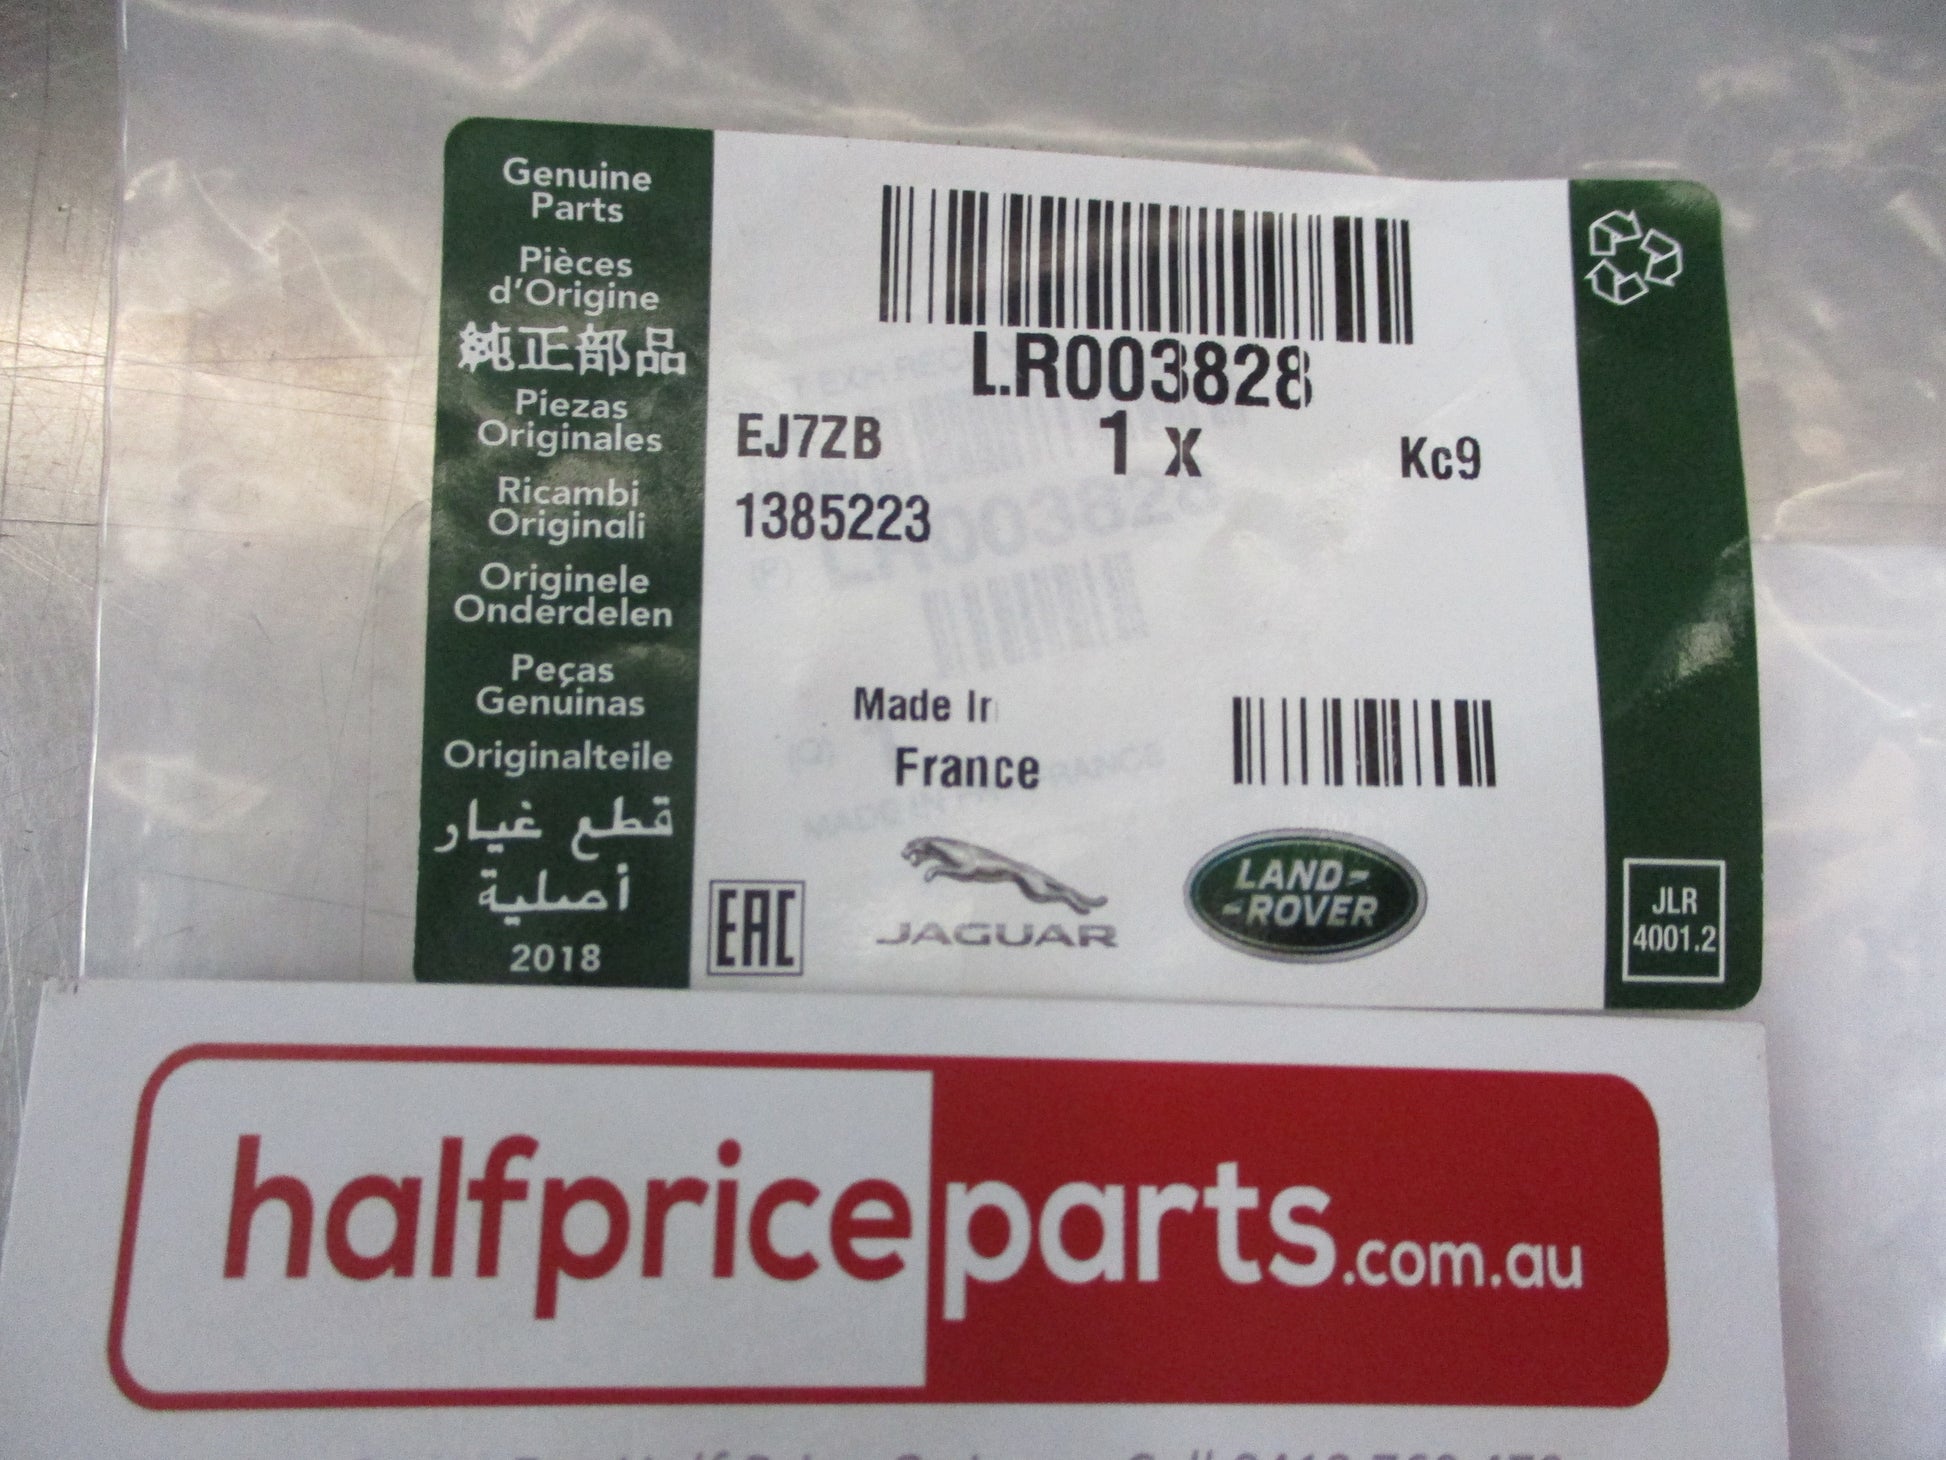 Genuine
Parts
Pièces
d'Origine
純正部品
Piezas
Originales
Ricambi
Originali
Originele
Onderdelen
Peças
Genuinas
Originalteile
قطع غيار
أصلية
2018
LR003828
EJ7ZB
1 x
Kc9
1385223
LR003828
Made In
France
EAC
JAGUAR
LAND-
-ROVER
JLR
4001.2
halfpriceparts.com.au